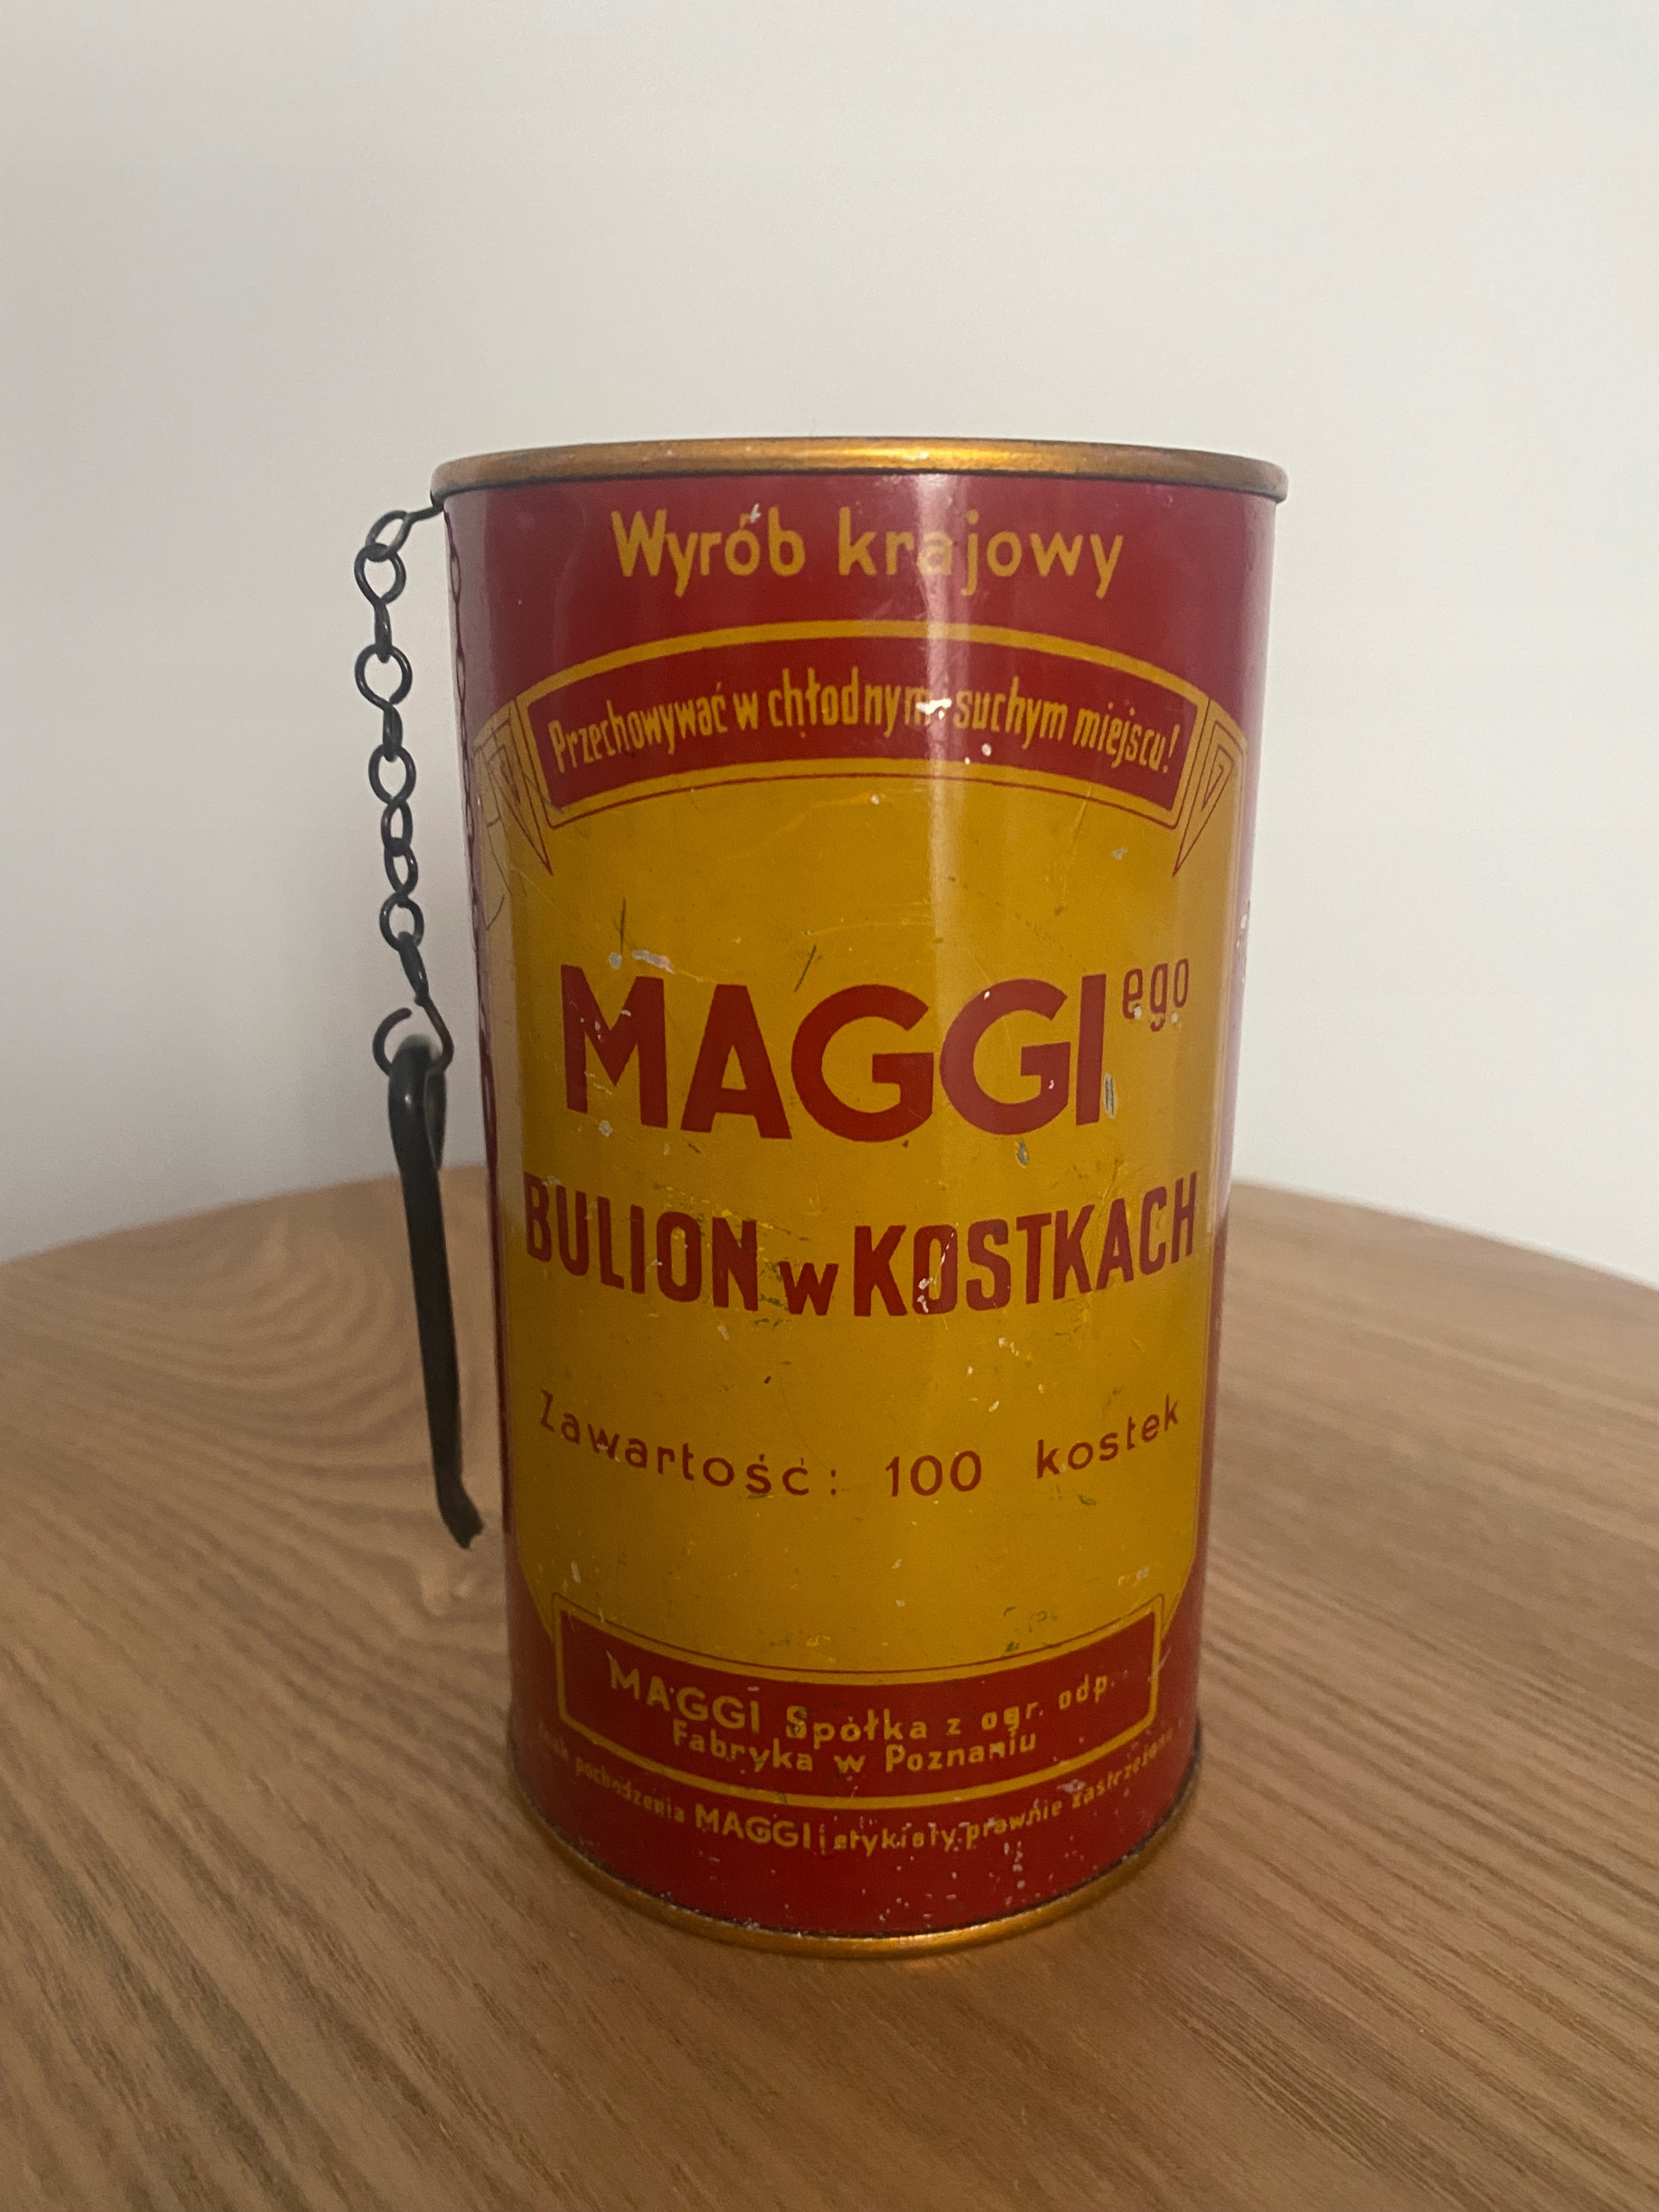 Wyrób krajowy
Przechowywać w chłodnym, suchym miejscu!
MAGGI ego
BULION w KOSTKACH
Zawartość: 100 kostek
MAGGI Spółka z ogr. odp.
Fabryka w Poznaniu
Znak pochodzenia MAGGI i etykiety prawnie zastrzeżone